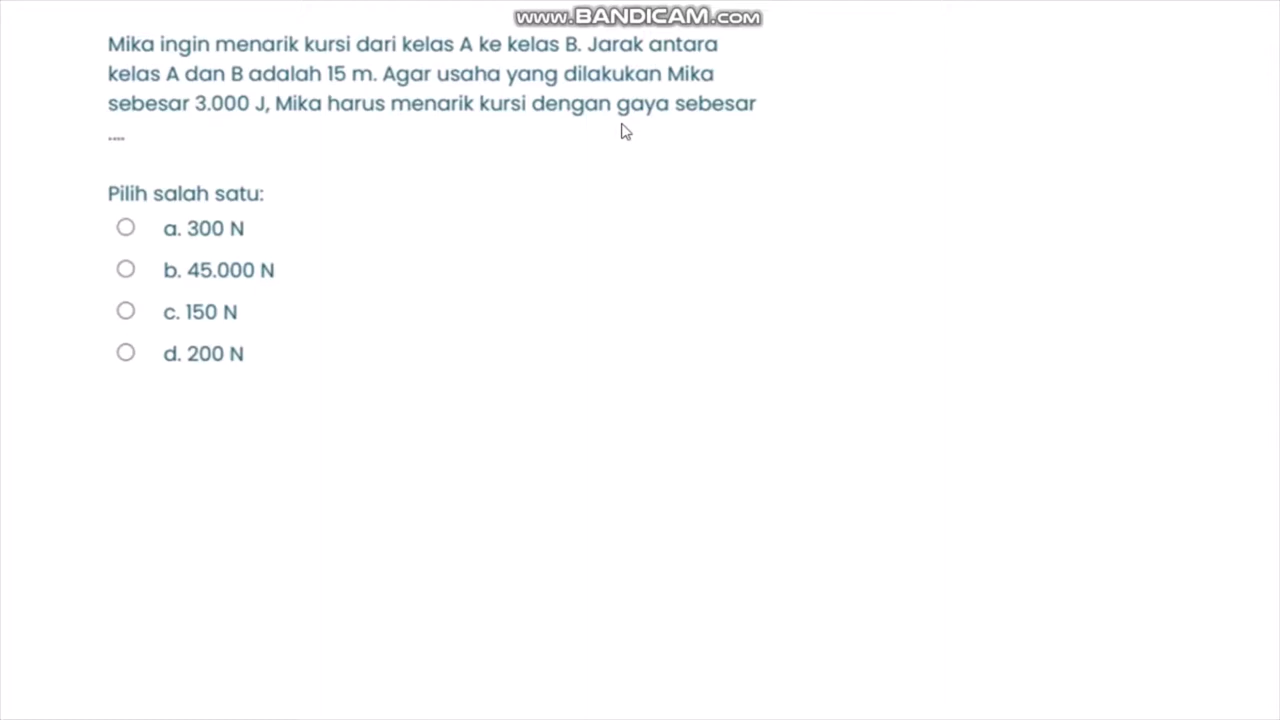 www.BANDICAM.com
Mika ingin menarik kursi dari kelas A ke kelas B. Jarak antara
kelas A dan B adalah 15 m. Agar usaha yang dilakukan Mika
sebesar 3.000 J, Mika harus menarik kursi dengan gaya sebesar
....
Pilih salah satu:
a. 300 N
b. 45.000 N
c. 150 N
d. 200 N